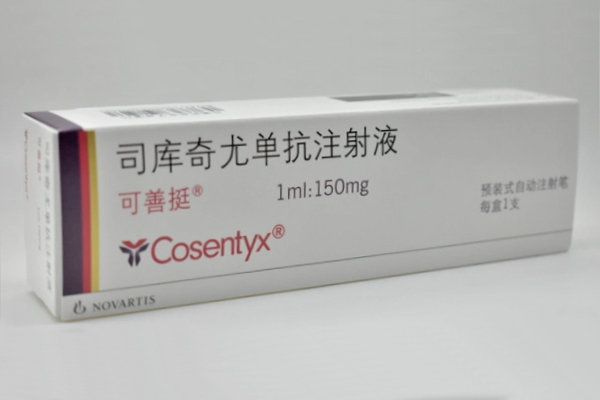 司库奇尤单抗注射液
可善挺®
1ml:150mg
预装式自动注射笔
每盒1支
Cosentyx®
NOVARTIS